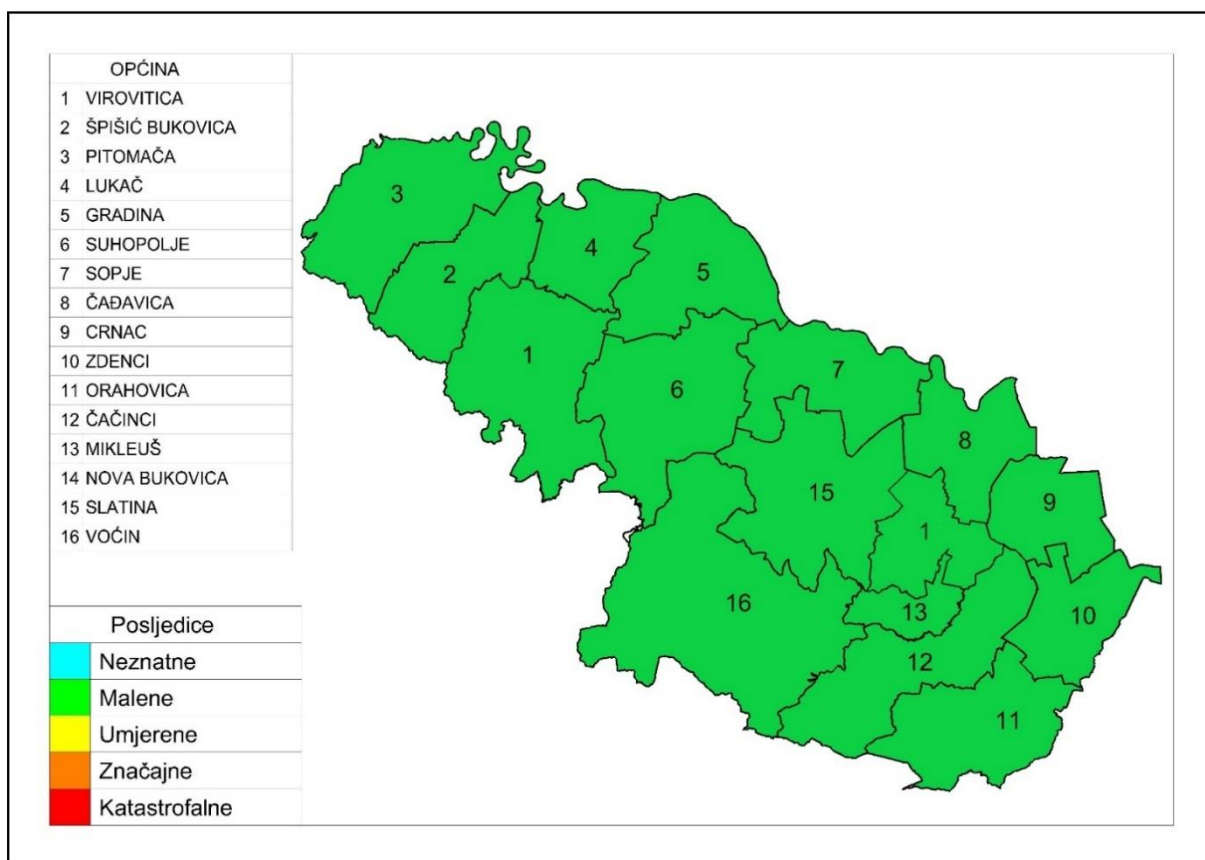 OPĆINA
1 VIROVITICA
2 ŠPIŠIĆ BUKOVICA
3 PITOMAČA
4 LUKAČ
5 GRADINA
6 SUHOPOLJE
7 SOPJE
8 ČAĐAVICA
9 CRNAC
10 ZDENCI
11 ORAHOVICA
12 ČAČINCI
13 MIKLEUŠ
14 NOVA BUKOVICA
15 SLATINA
16 VOĆIN
Posljedice
Neznatne
Malene
Umjerene
Značajne
Katastrofalne
3
4
2
5
1
7
6
8
15
9
1
16
13
10
12
11